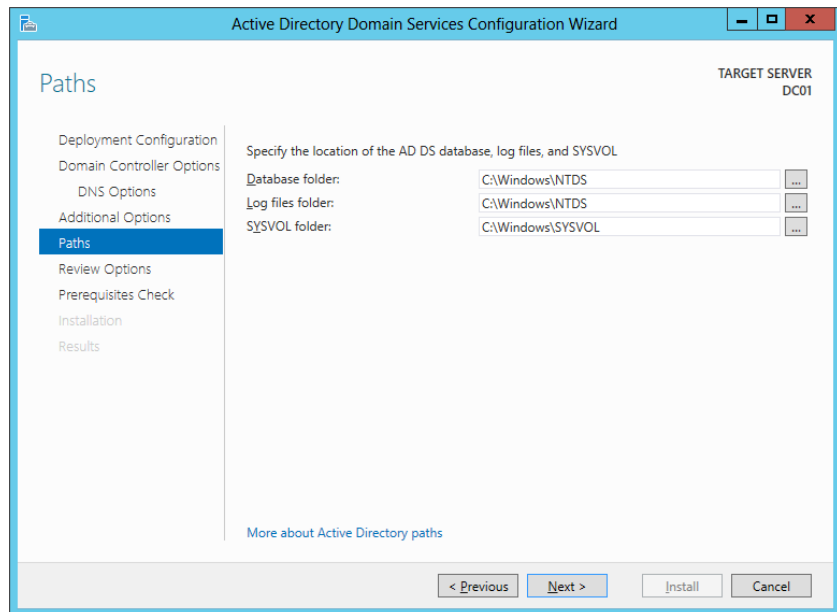 Active Directory Domain Services Configuration Wizard
Paths
TARGET SERVER
DC01
Deployment Configuration
Domain Controller Options
DNS Options
Additional Options
Paths
Review Options
Prerequisites Check
Installation
Results
Specify the location of the AD DS database, log files, and SYSVOL
Database folder: C:\Windows\NTDS ...
Log files folder: C:\Windows\NTDS ...
SYSVOL folder: C:\Windows\SYSVOL ...
More about Active Directory paths
< Previous Next > Install Cancel